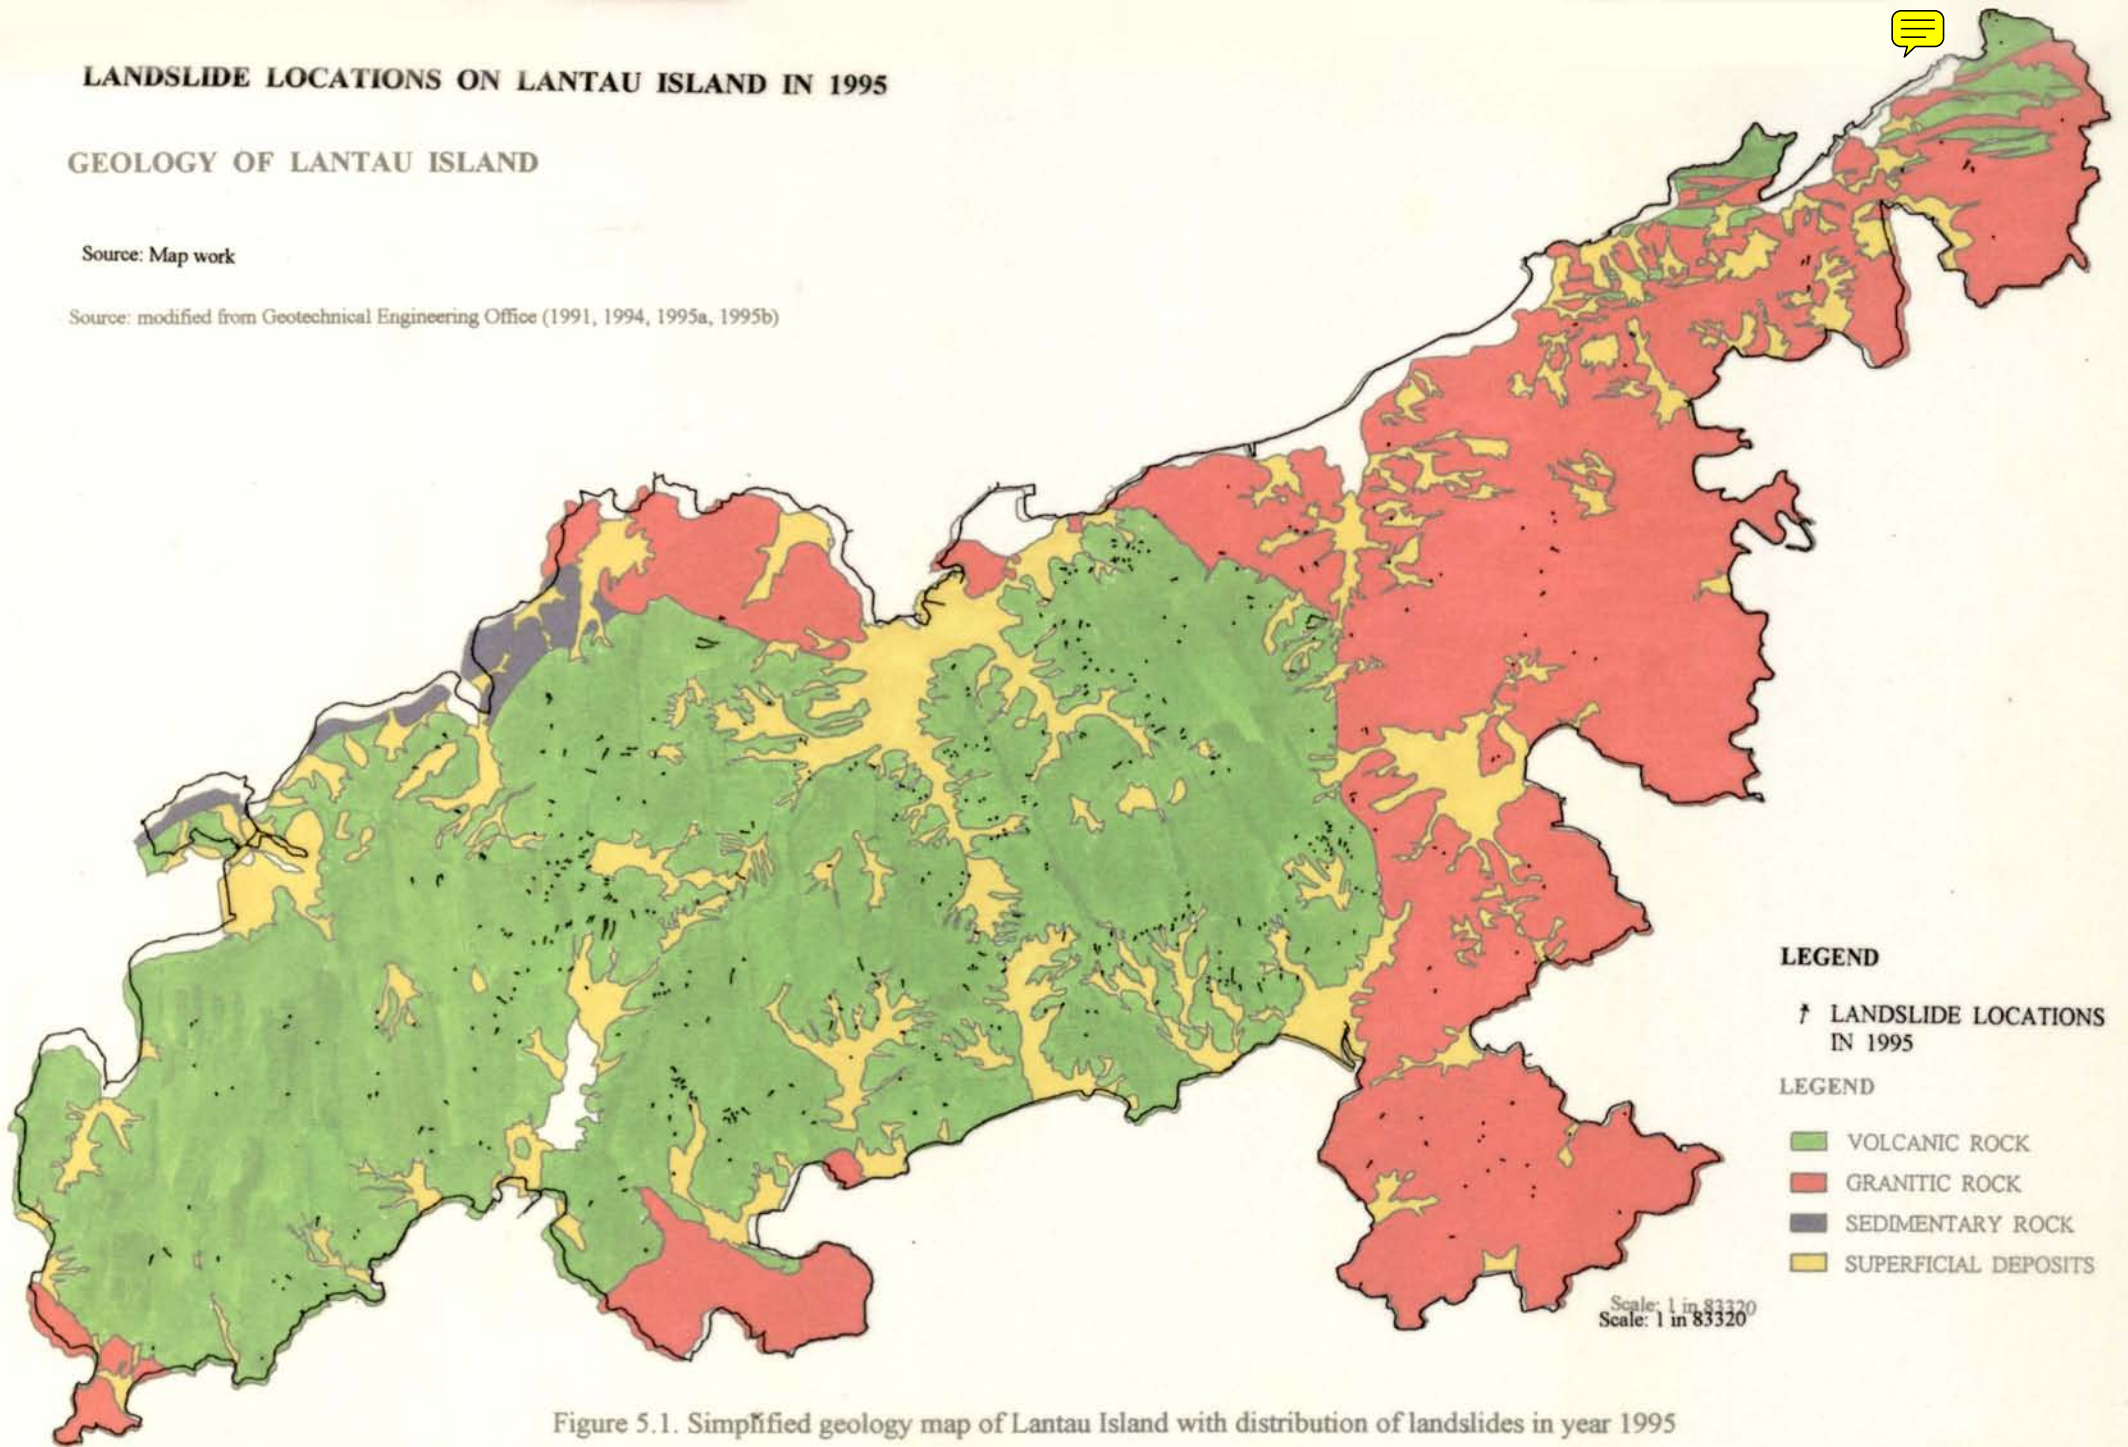 LANDSLIDE LOCATIONS ON LANTAU ISLAND IN 1995
GEOLOGY OF LANTAU ISLAND
Source: Map work
Source: modified from Geotechnical Engineering Office (1991, 1994, 1995a, 1995b)
LEGEND
LANDSLIDE LOCATIONS
IN 1995
LEGEND
VOLCANIC ROCK
GRANITIC ROCK
SEDIMENTARY ROCK
SUPERFICIAL DEPOSITS
Scale: 1 in 83320
Scale: 1 in 83320
Figure 5.1. Simplified geology map of Lantau Island with distribution of landslides in year 1995